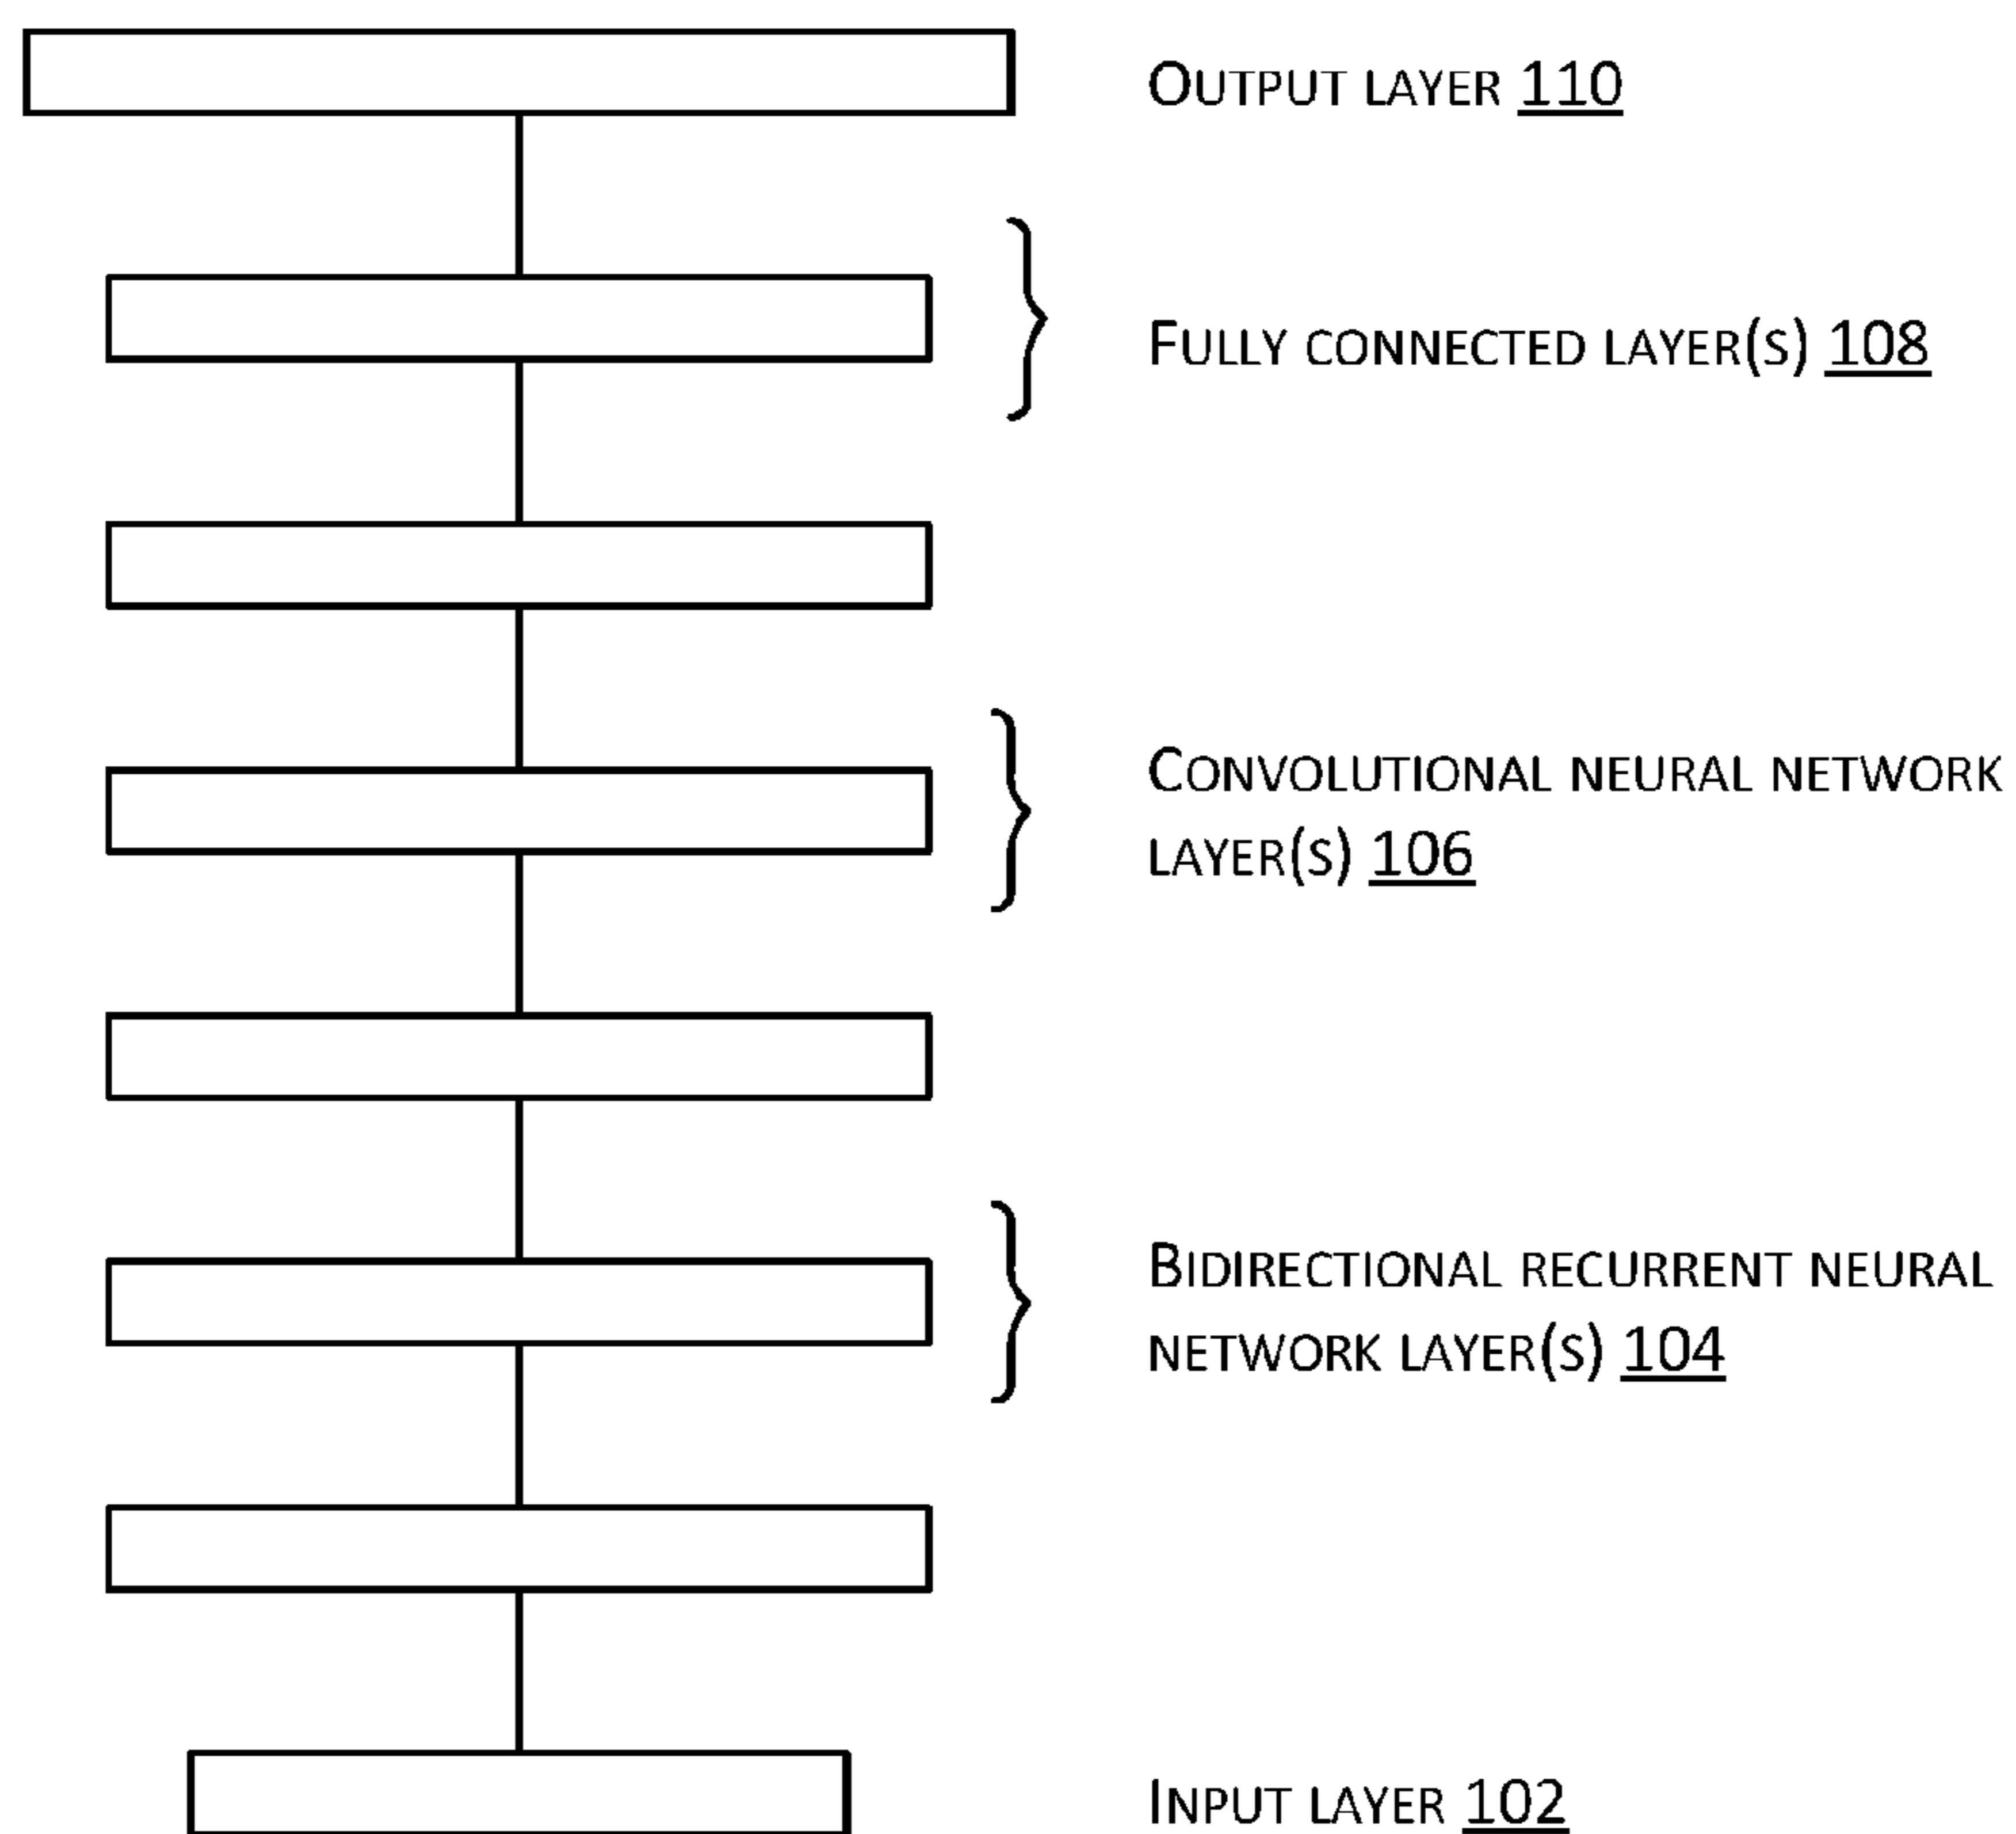 OUTPUT LAYER 110
FULLY CONNECTED LAYER(S) 108
CONVOLUTIONAL NEURAL NETWORK
LAYER(S) 106
BIDIRECTIONAL RECURRENT NEURAL
NETWORK LAYER(S) 104
INPUT LAYER 102